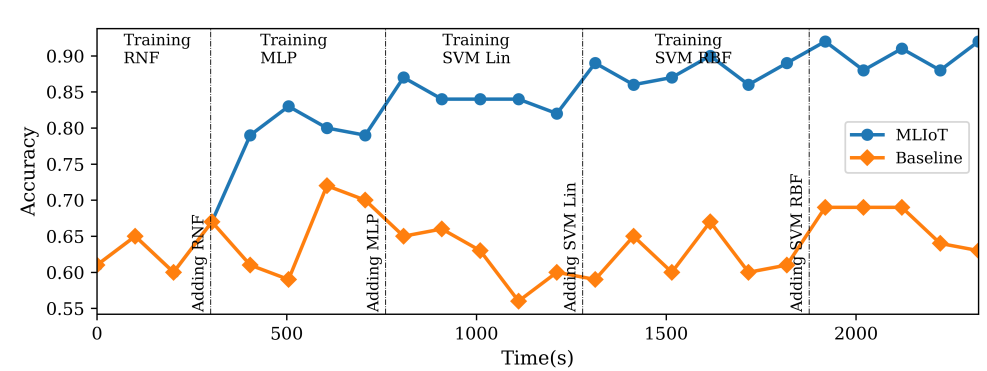 Training
RNF
Training
MLP
Training
SVM Lin
Training
SVM RBF
0.90
0.85
0.80
0.75
0.70
0.65
0.60
0.55
Accuracy
MLIoT
Baseline
Adding RNF
Adding MLP
Adding SVM Lin
Adding SVM RBF
0
500
1000
1500
2000
Time(s)